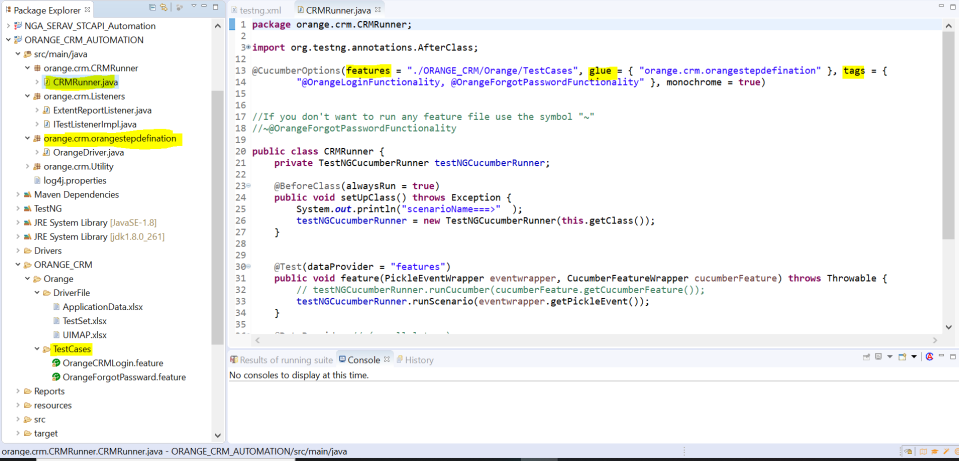 Package Explorer
NGA_SERAV_STCAPI_Automation
ORANGE_CRM_AUTOMATION
src/main/java
orange.crm.CRMRunner
CRMRunner.java
orange.crm.Listeners
ExtentReportListener.java
ITestListenerImpl.java
orange.crm.orangestepdefination
OrangeDriver.java
orange.crm.Utility
log4j.properties
Maven Dependencies
TestNG
JRE System Library [JavaSE-1.8]
JRE System Library [jdk1.8.0_261]
Drivers
ORANGE_CRM
Orange
DriverFile
ApplicationData.xlsx
TestSet.xlsx
UIMAP.xlsx
TestCases
OrangeCRMLogin.feature
OrangeForgotPassward.feature
Reports
resources
src
target
testng.xml CRMRunner.java
1 package orange.crm.CRMRunner;
2
3 import org.testng.annotations.AfterClass;
12
13 @CucumberOptions(features = "./ORANGE_CRM/Orange/TestCases", glue = { "orange.crm.orangestepdefination" }, tags = {
14 "@OrangeLoginFunctionality, @OrangeForgotPasswordFunctionality" }, monochrome = true)
15
16
17 //If you don't want to run any feature file use the symbol "~"
18 //~@OrangeForgotPasswordFunctionality
19
20 public class CRMRunner {
21 private TestNGCucumberRunner testNGCucumberRunner;
22
23 @BeforeClass(alwaysRun = true)
24 public void setUpClass() throws Exception {
25 System.out.println("scenarioName===>" );
26 testNGCucumberRunner = new TestNGCucumberRunner(this.getClass());
27 }
28
29
30 @Test(dataProvider = "features")
31 public void feature(PickleEventWrapper eventwrapper, CucumberFeatureWrapper cucumberFeature) throws Throwable {
32 // testNGCucumberRunner.runCucumber(cucumberFeature.getCucumberFeature());
33 testNGCucumberRunner.runScenario(eventwrapper.getPickleEvent());
34 }
35
Results of running suite Console History
No consoles to display at this time.
orange.crm.CRMRunner.CRMRunner.java - ORANGE_CRM_AUTOMATION/src/main/java